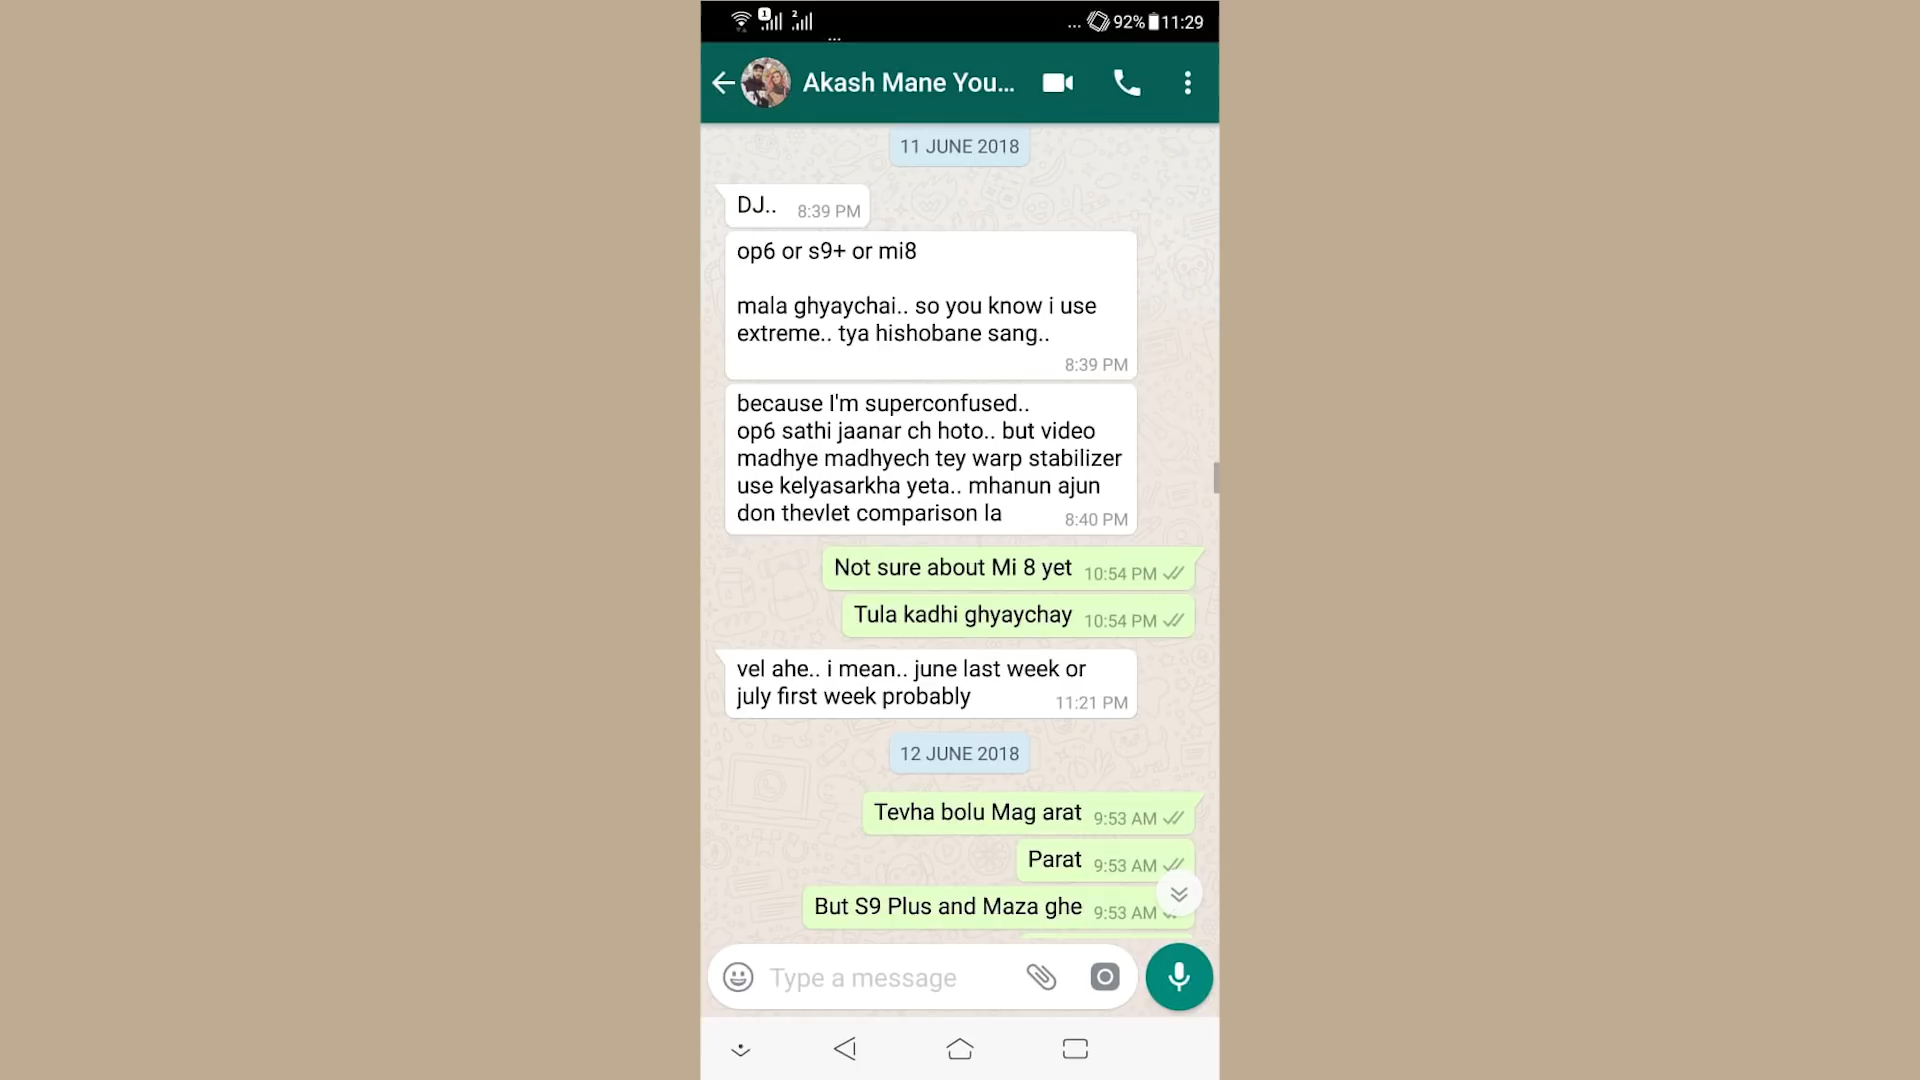 1 2 ... ... 92% 11:29
Akash Mane You...
11 JUNE 2018
DJ.. 8:39 PM
op6 or s9+ or mi8
mala ghyaychai.. so you know i use
extreme.. tya hishobane sang..
8:39 PM
because I'm superconfused..
op6 sathi jaanar ch hoto.. but video
madhye madhyech tey warp stabilizer
use kelyasarkha yeta.. mhanun ajun
don thevlet comparison la 8:40 PM
Not sure about Mi 8 yet 10:54 PM
Tula kadhi ghyaychay 10:54 PM
vel ahe.. i mean.. june last week or
july first week probably 11:21 PM
12 JUNE 2018
Tevha bolu Mag arat 9:53 AM
Parat 9:53 AM
But S9 Plus and Maza ghe 9:53 AM
Type a message